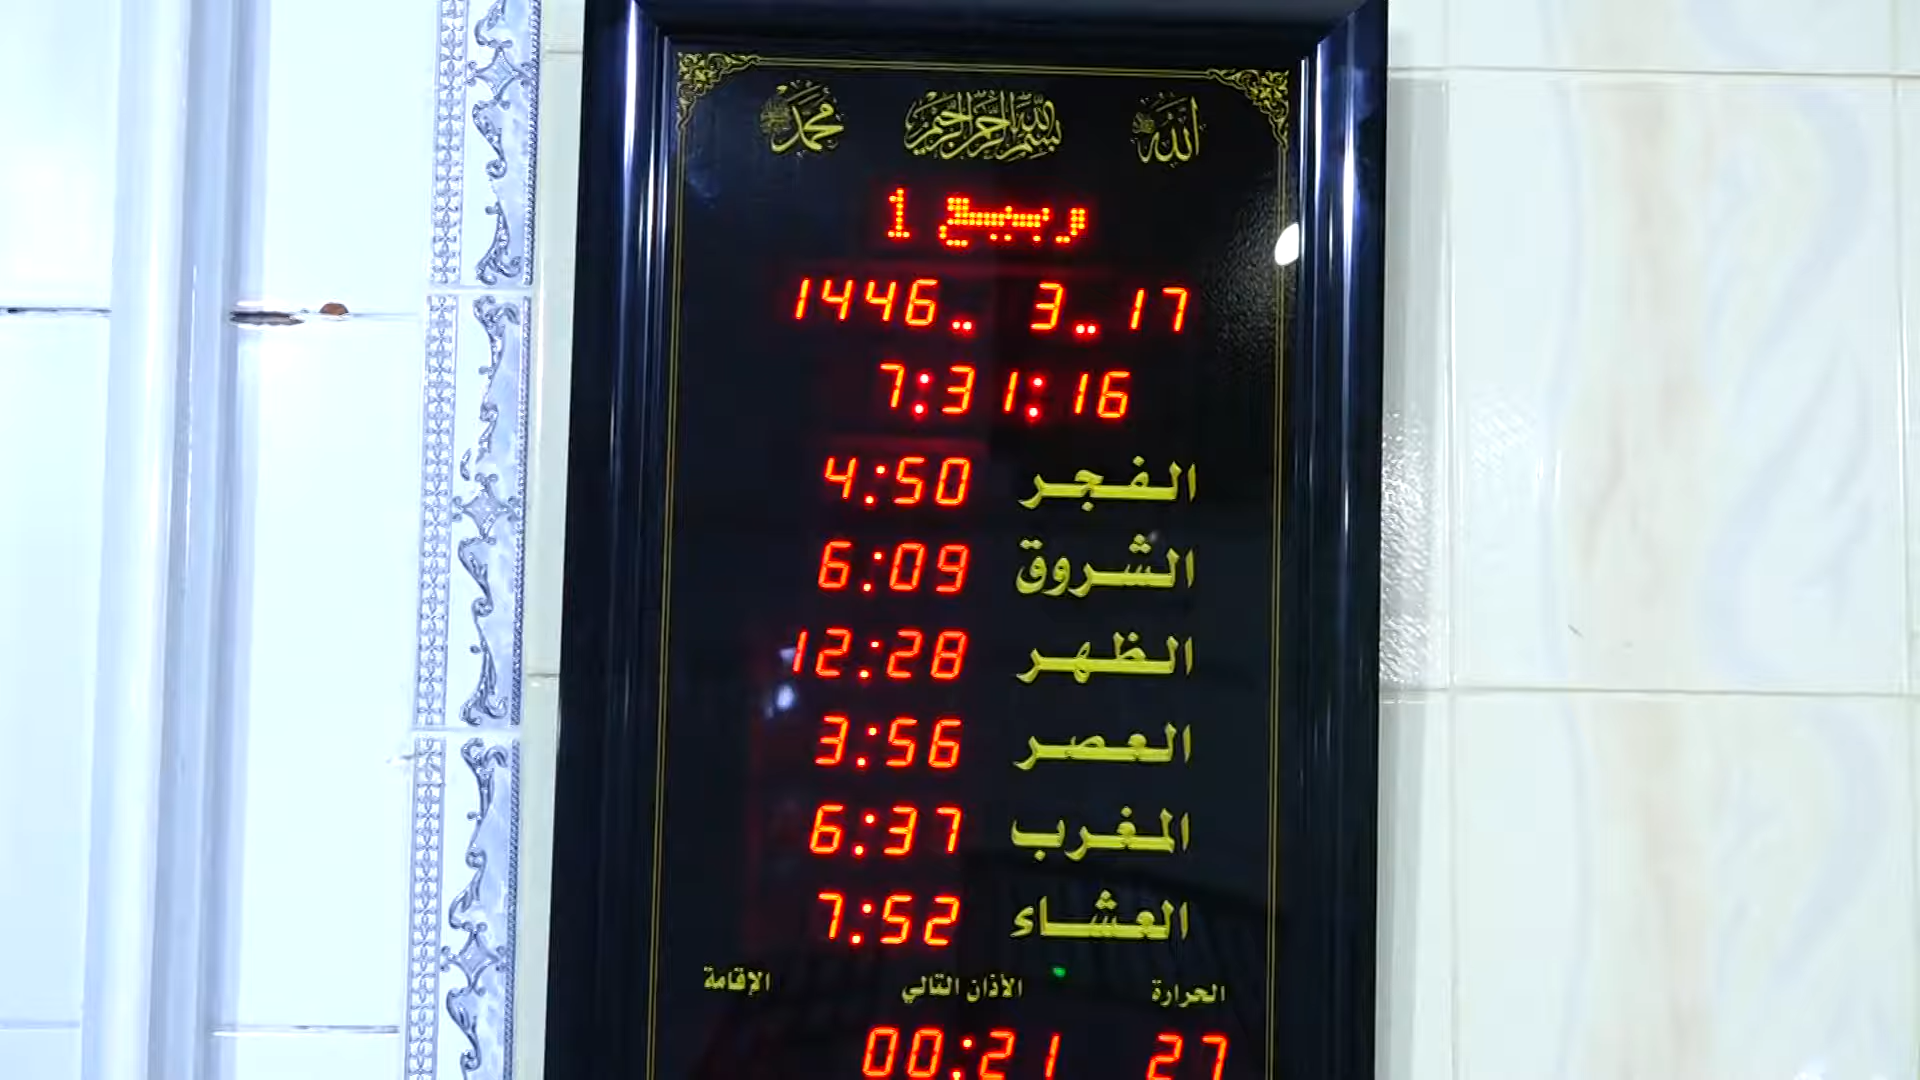 الله بسم الله الرحمن الرحيم محمد
ربيع 1
1446.. 3..17
7:31:16
الفجر 4:50
الشروق 6:09
الظهر 12:28
العصر 3:56
المغرب 6:37
العشاء 7:52
الحرارة الأذان التالي الإقامة
27 00:21